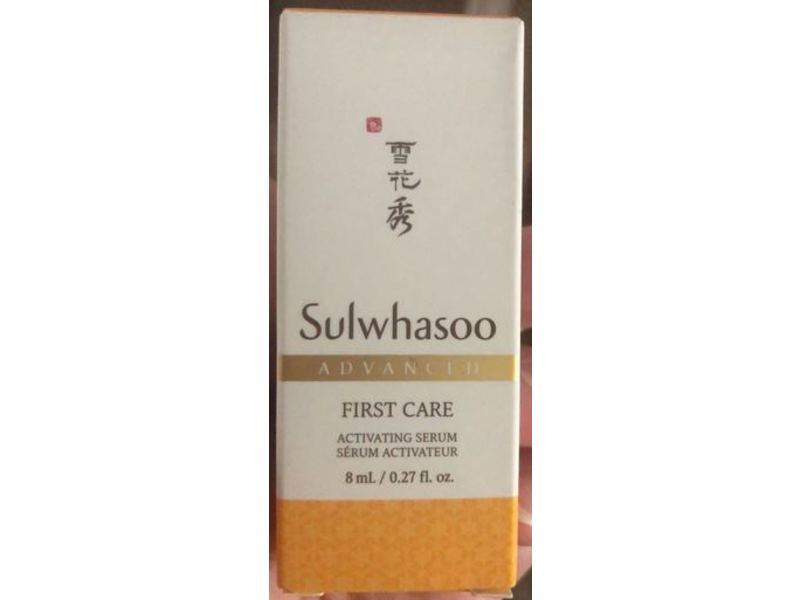 雪
花
秀
Sulwhasoo
ADVANCED
FIRST CARE
ACTIVATING SERUM
SÉRUM ACTIVATEUR
8 mL / 0.27 fl. oz.